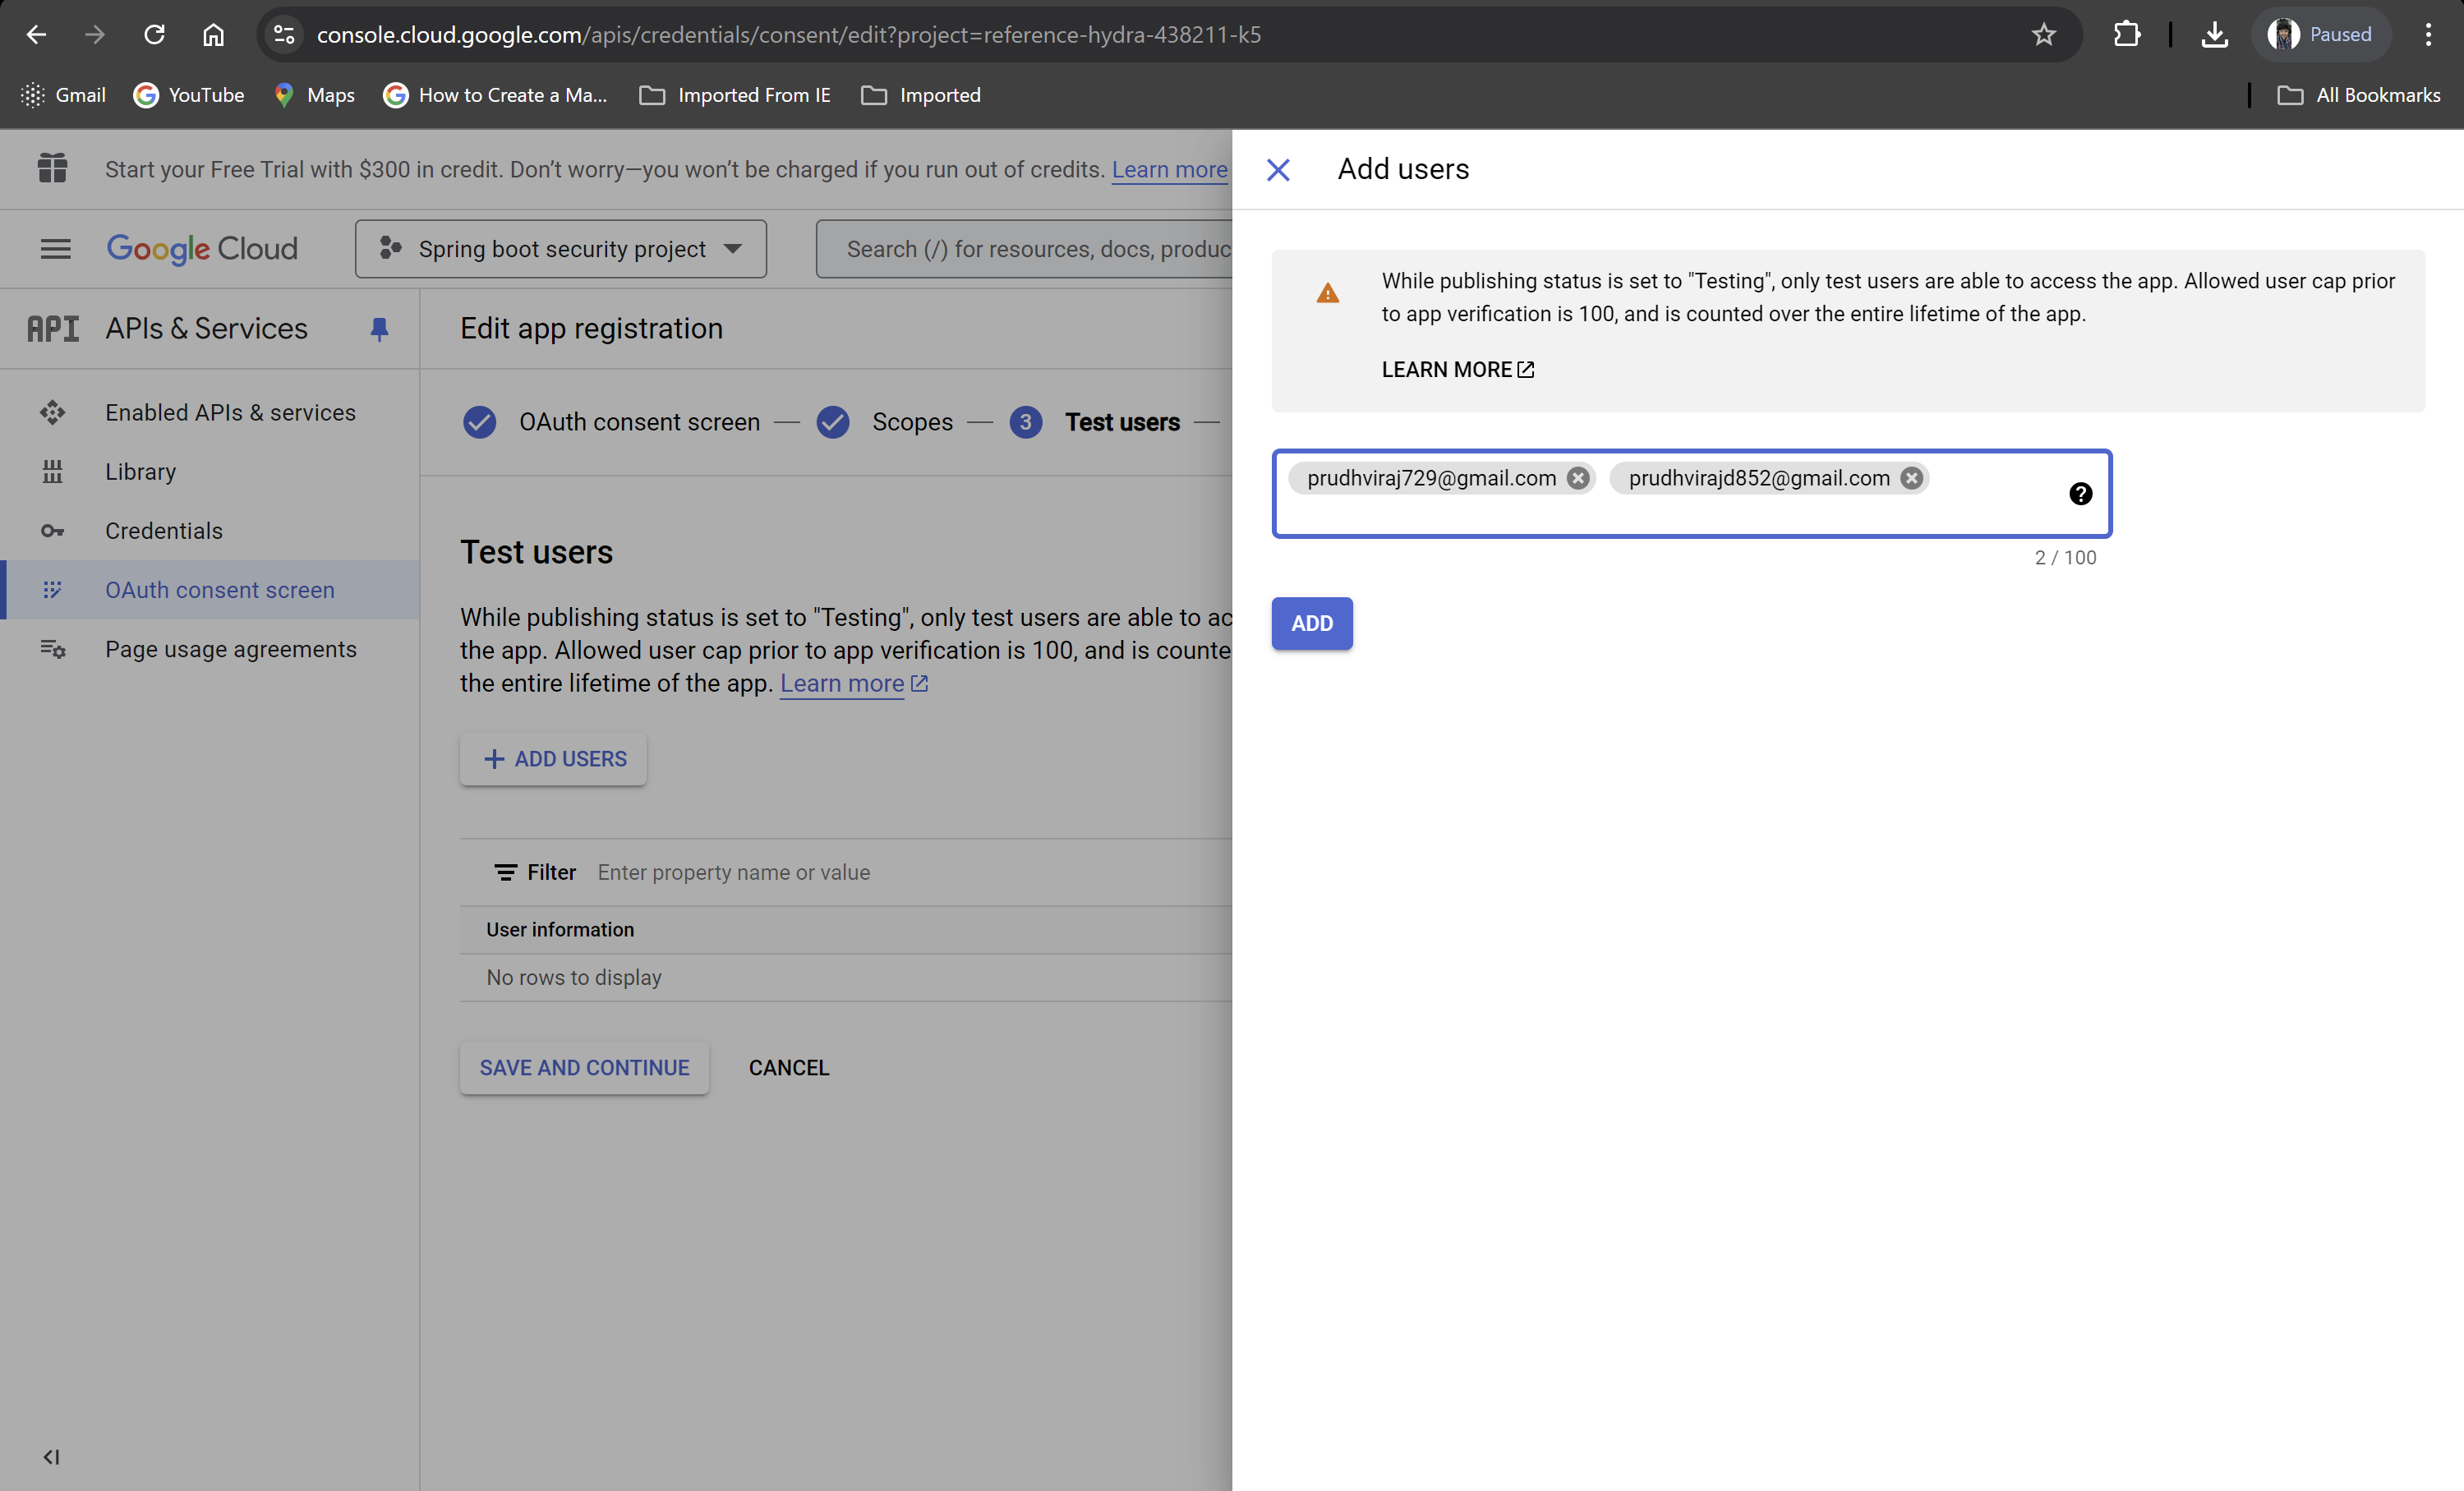 console.cloud.google.com/apis/credentials/consent/edit?project=reference-hydra-438211-k5
Paused
Gmail
YouTube
Maps
How to Create a Ma...
Imported From IE
Imported
All Bookmarks
Start your Free Trial with $300 in credit. Don’t worry—you won’t be charged if you run out of credits. Learn more
Google Cloud
Spring boot security project
Search (/) for resources, docs, produc
API APIs & Services
Enabled APIs & services
Library
Credentials
OAuth consent screen
Page usage agreements
Edit app registration
OAuth consent screen — Scopes — 3 Test users —
Test users
While publishing status is set to "Testing", only test users are able to ac
the app. Allowed user cap prior to app verification is 100, and is counte
the entire lifetime of the app. Learn more
ADD USERS
Filter Enter property name or value
User information
No rows to display
SAVE AND CONTINUE
CANCEL
Add users
While publishing status is set to "Testing", only test users are able to access the app. Allowed user cap prior
to app verification is 100, and is counted over the entire lifetime of the app.
LEARN MORE
prudhviraj729@gmail.com prudhvirajd852@gmail.com
2 / 100
ADD